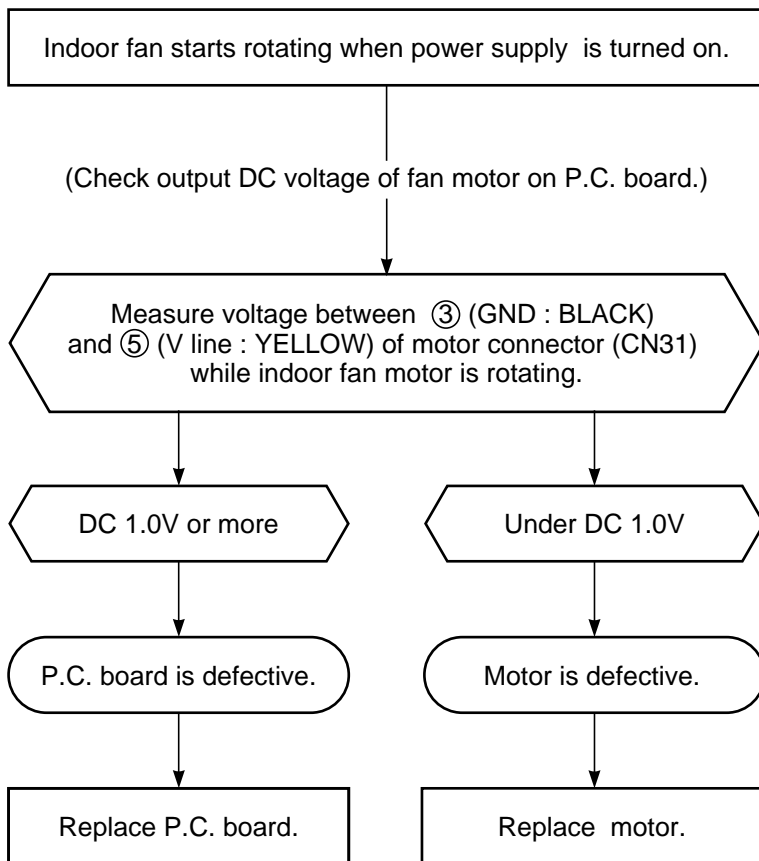 Indoor fan starts rotating when power supply is turned on.
(Check output DC voltage of fan motor on P.C. board.)
Measure voltage between ③ (GND : BLACK)
and ⑤ (V line : YELLOW) of motor connector (CN31)
while indoor fan motor is rotating.
DC 1.0V or more
Under DC 1.0V
P.C. board is defective.
Motor is defective.
Replace P.C. board.
Replace motor.